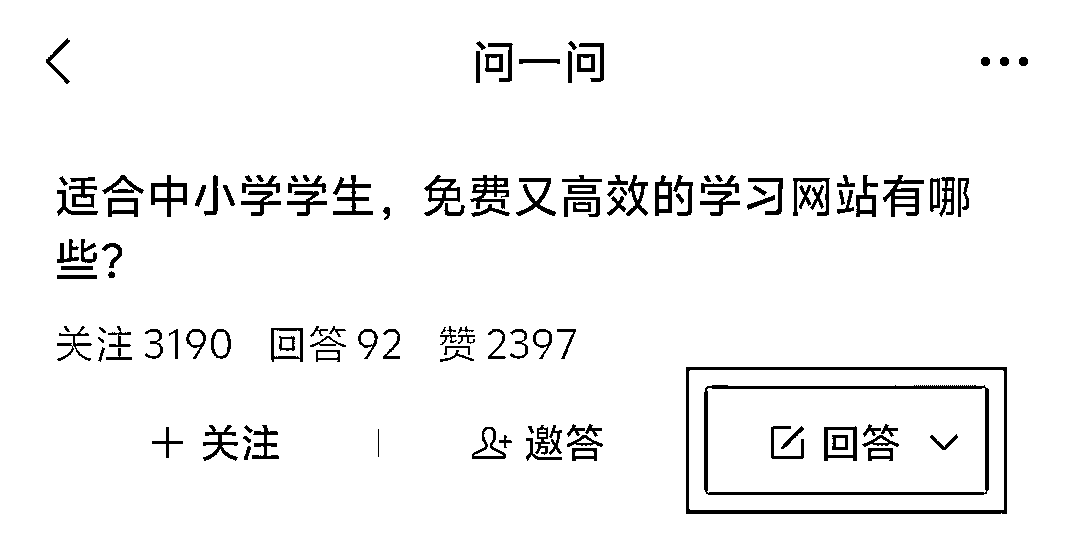 问一问
适合中小学学生，免费又高效的学习网站有哪
些？
关注 3190 回答 92 赞 2397
+ 关注 邀答 回答